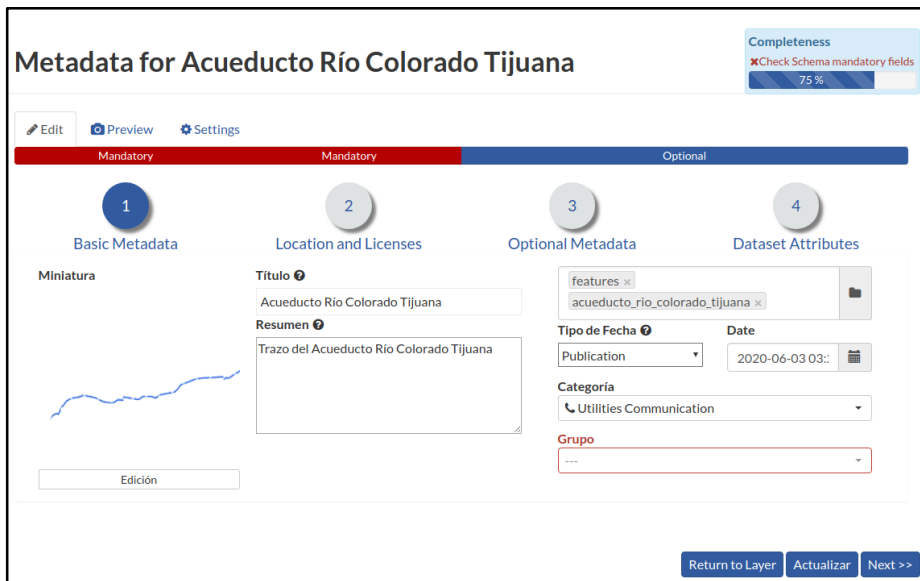 Metadata for Acueducto Río Colorado Tijuana
Completeness
✖Check Schema mandatory fields
75 %
Edit
Preview
Settings
Mandatory
Mandatory
Optional
1
2
3
4
Basic Metadata
Location and Licenses
Optional Metadata
Dataset Attributes
Miniatura
Edición
Título
Acueducto Río Colorado Tijuana
Resumen
Trazo del Acueducto Río Colorado Tijuana
features ×
acueducto_rio_colorado_tijuana ×
Tipo de Fecha
Date
Publication
2020-06-03 03::
Categoría
Utilities Communication
Grupo
---
Return to Layer
Actualizar
Next >>